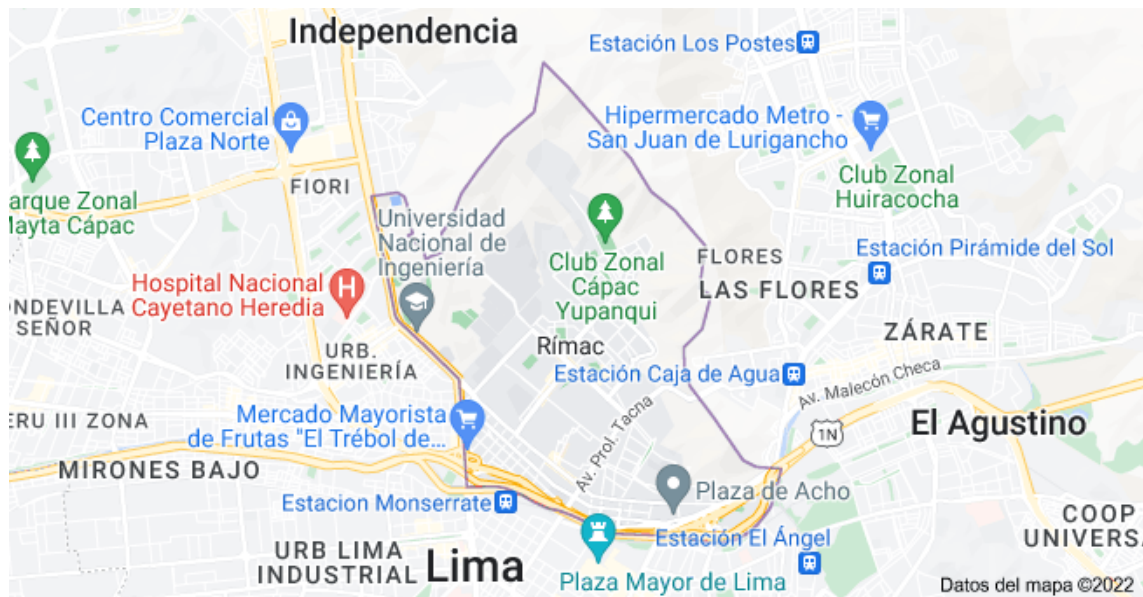 Independencia
Estación Los Postes
Centro Comercial
Plaza Norte
Hipermercado Metro -
San Juan de Lurigancho
FIORI
Club Zonal
Huiracocha
arque Zonal
Mayta Cápac
Universidad
Nacional de
Ingeniería
Club Zonal
Cápac
Yupanqui
FLORES
Estación Pirámide del Sol
LAS FLORES
Hospital Nacional
Cayetano Heredia
ONDEVILLA
SEÑOR
ZÁRATE
Rímac
URB.
INGENIERÍA
Estación Caja de Agua
Av. Malecón Checa
ERU III ZONA
Mercado Mayorista
de Frutas "El Trébol de...
Av. Prol. Tacna
1N
El Agustino
MIRONES BAJO
Estacion Monserrate
Plaza de Acho
COOP
UNIVERSA
Estación El Ángel
URB LIMA
INDUSTRIAL
Lima
Plaza Mayor de Lima
Datos del mapa ©2022